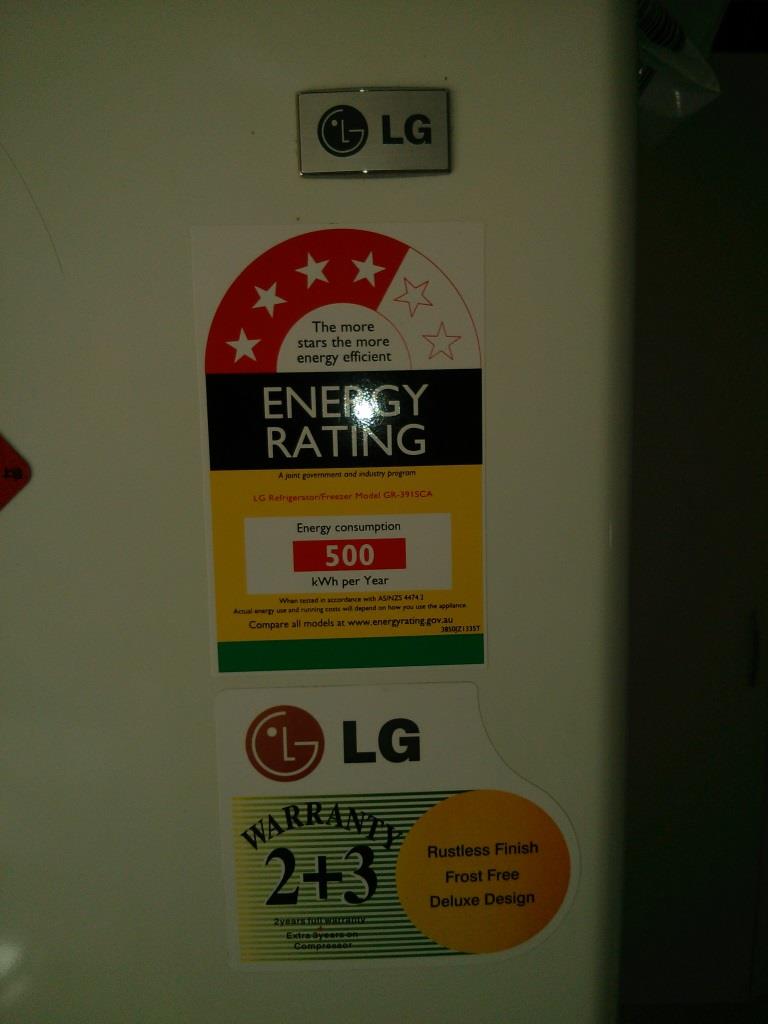 LG
The more
stars the more
energy efficient
ENERGY
RATING
A joint government and industry program
LG Refrigerator/Freezer Model GR-391SCA
Energy consumption
500
kWh per Year
When tested in accordance with AS/NZS 4474.2
Actual energy use and running costs will depend on how you use the appliance
Compare all models at www.energyrating.gov.au
LG
WARRANTY
2+3
2years full warranty
+
Extra 3years on
Compressor
Rustless Finish
Frost Free
Deluxe Design